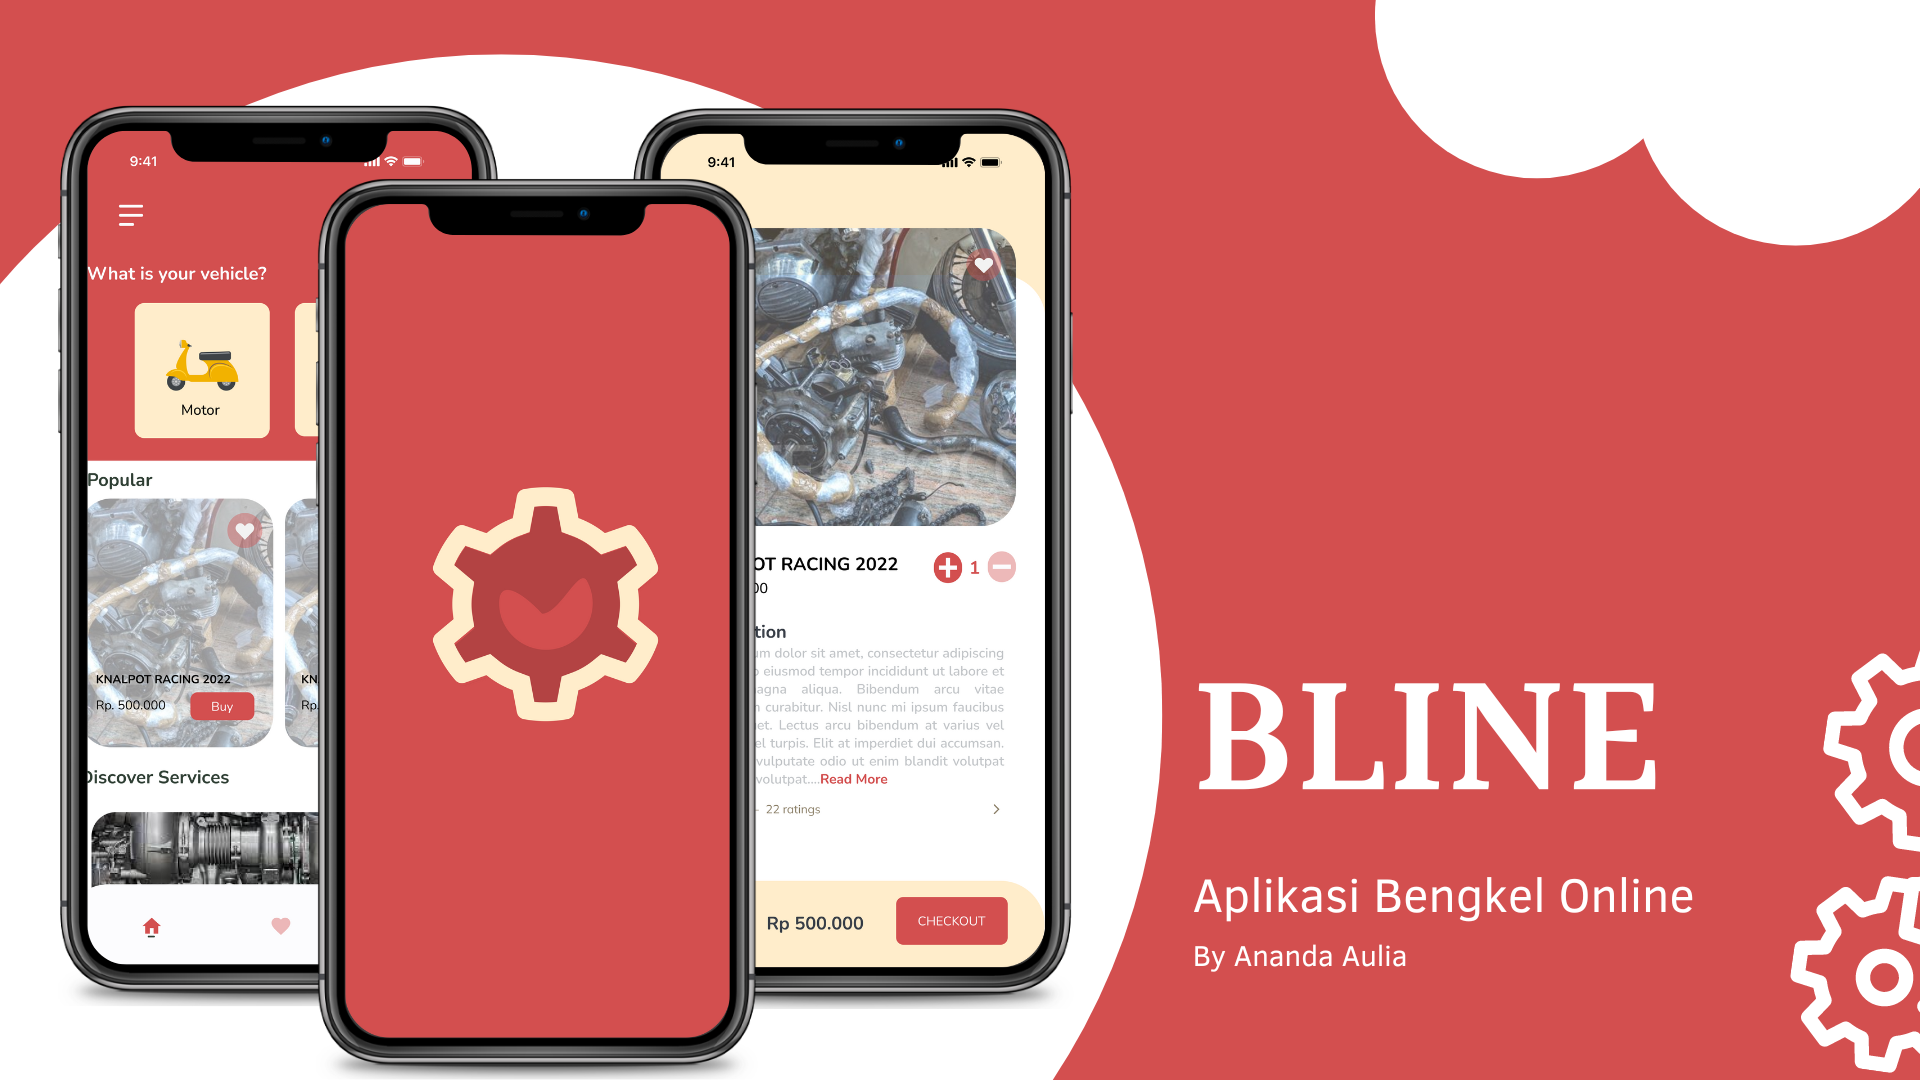 9:41
What is your vehicle?
Motor
Popular
KNALPOT RACING 2022
Rp. 500.000
Buy
KN
Rp.
Discover Services
9:41
OT RACING 2022
00
1
tion
um dolor sit amet, consectetur adipiscing
eiusmod tempor incididunt ut labore et
agna aliqua. Bibendum arcu vitae
curabitur. Nisl nunc mi ipsum faucibus
et. Lectus arcu bibendum at varius vel
el turpis. Elit at imperdiet dui accumsan.
vulputate odio ut enim blandit volutpat
volutpat....Read More
22 ratings
Rp 500.000
CHECKOUT
BLINE
Aplikasi Bengkel Online
By Ananda Aulia